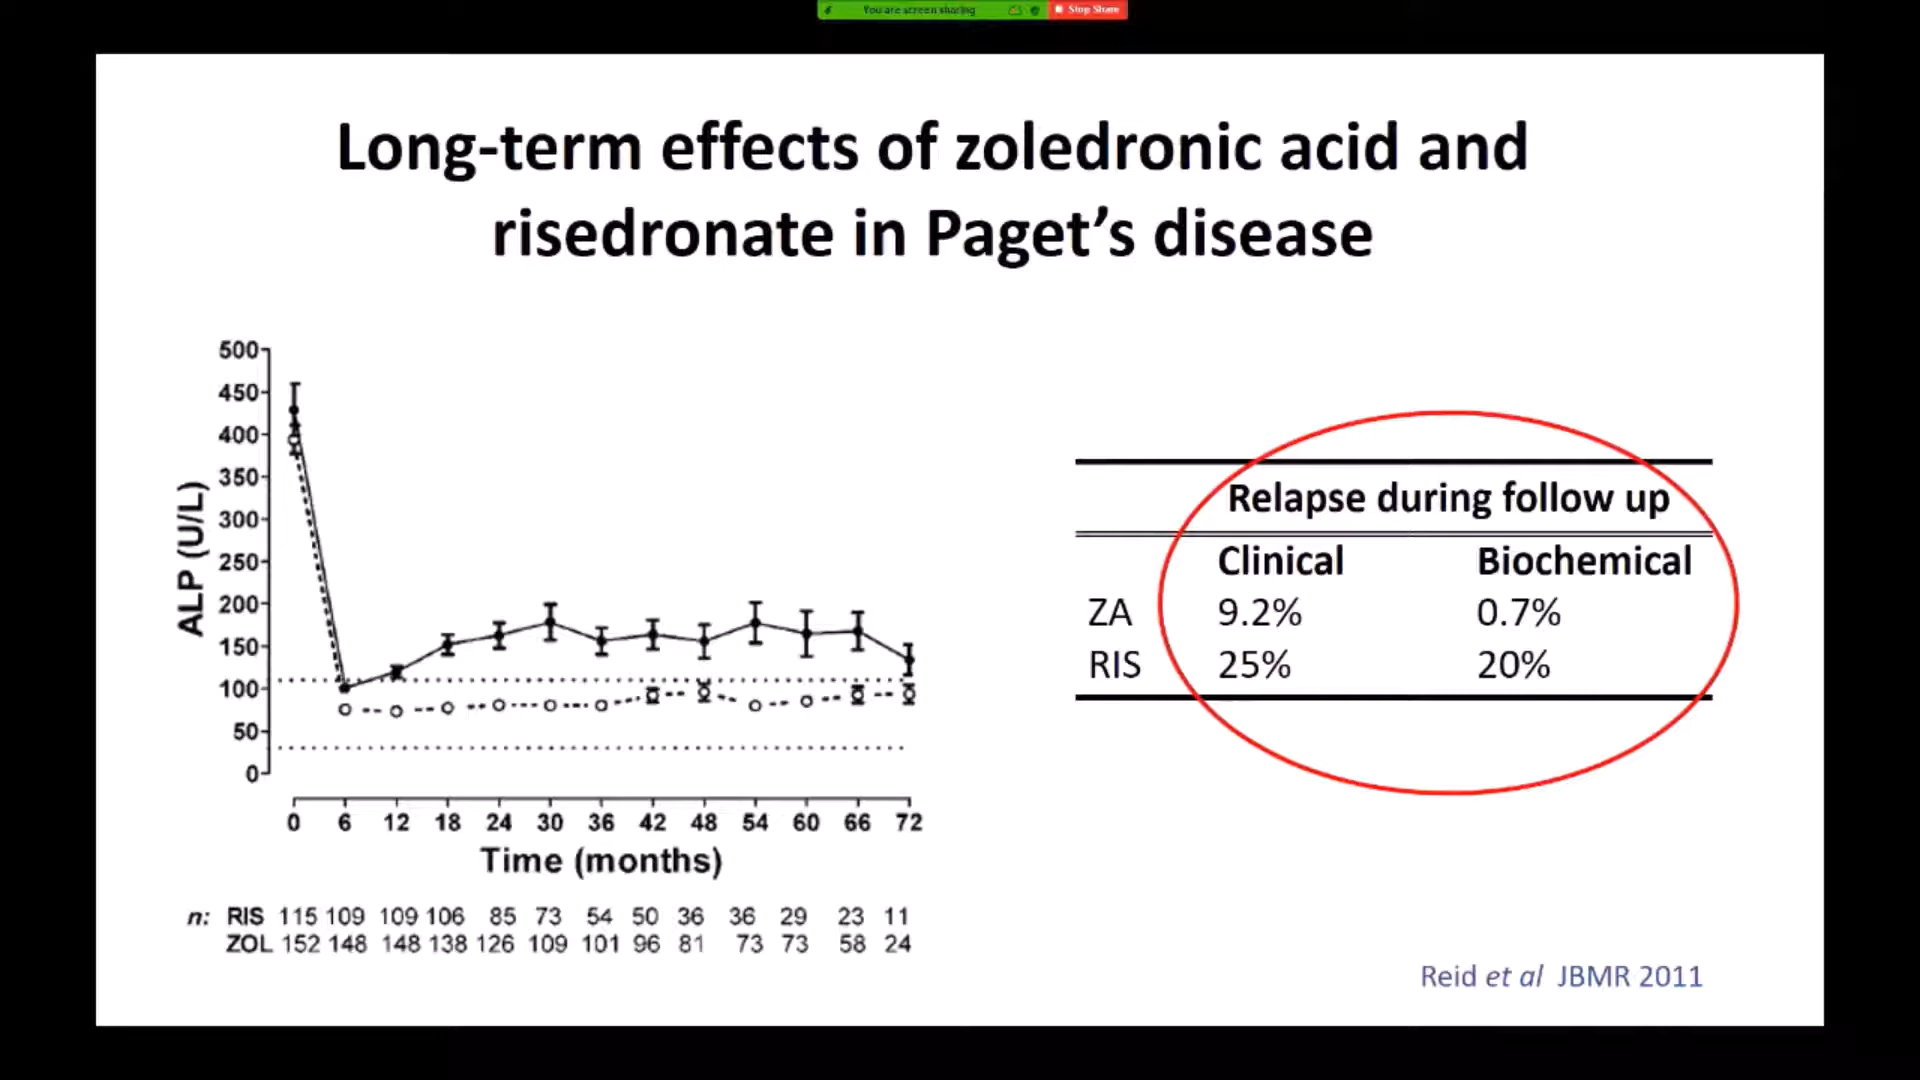 You are screen sharing
Stop Share
Long-term effects of zoledronic acid and
risedronate in Paget's disease
500
450
400
350
300
250
200
150
100
50
0
ALP (U/L)
0 6 12 18 24 30 36 42 48 54 60 66 72
Time (months)
n: RIS 115 109 109 106 85 73 54 50 36 36 29 23 11
ZOL 152 148 148 138 126 109 101 96 81 73 73 58 24
Relapse during follow up
Clinical Biochemical
ZA 9.2% 0.7%
RIS 25% 20%
Reid et al JBMR 2011